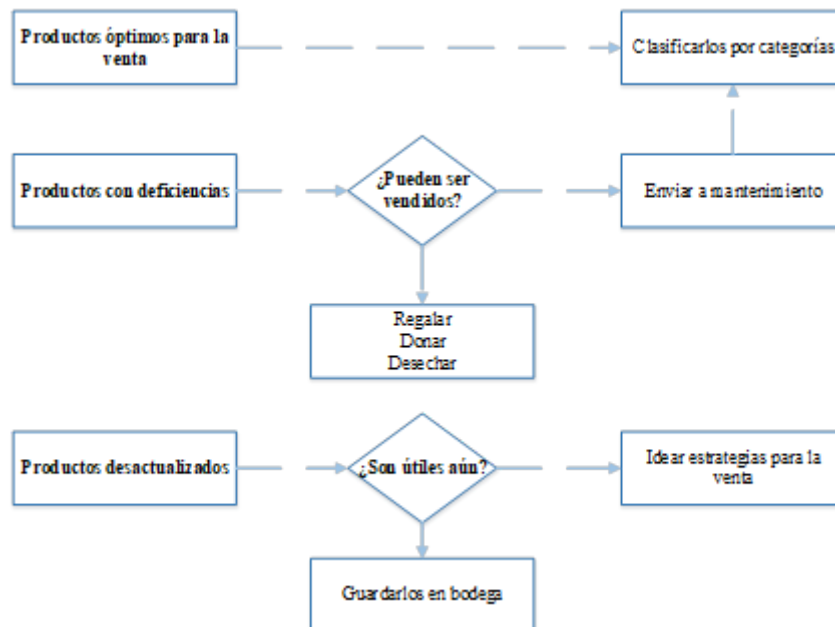 Productos óptimos para la
venta
Clasificarlos por categorías
Productos con deficiencias
¿Pueden ser
vendidos?
Enviar a mantenimiento
Regalar
Donar
Desechar
Productos desactualizados
¿Son útiles aún?
Idear estrategias para la
venta
Guardarlos en bodega